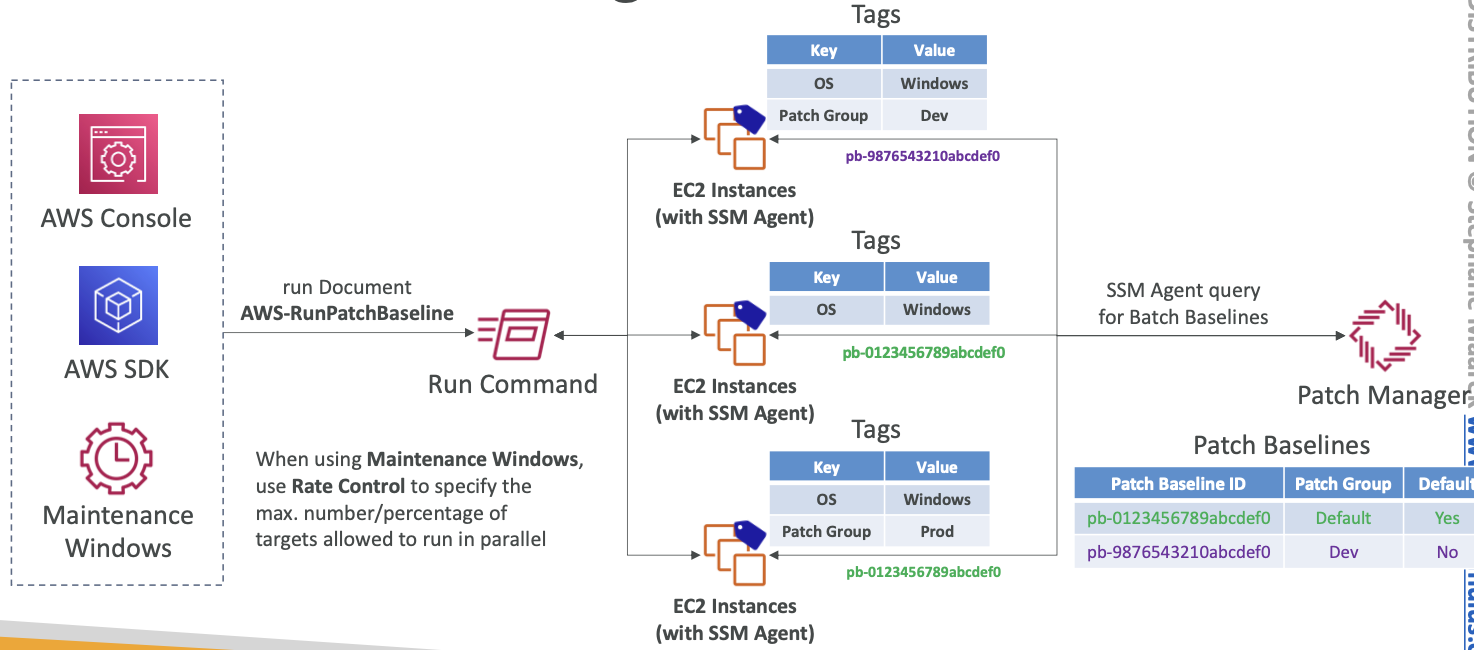 AWS Console
AWS SDK
Maintenance
Windows
run Document
AWS-RunPatchBaseline
Run Command
When using Maintenance Windows,
use Rate Control to specify the
max. number/percentage of
targets allowed to run in parallel
Tags
Key Value
OS Windows
Patch Group Dev
pb-9876543210abcdef0
EC2 Instances
(with SSM Agent)
Tags
Key Value
OS Windows
pb-0123456789abcdef0
EC2 Instances
(with SSM Agent)
Tags
Key Value
OS Windows
Patch Group Prod
pb-0123456789abcdef0
EC2 Instances
(with SSM Agent)
SSM Agent query
for Batch Baselines
Patch Manager
Patch Baselines
Patch Baseline ID Patch Group Default
pb-0123456789abcdef0 Default Yes
pb-9876543210abcdef0 Dev No